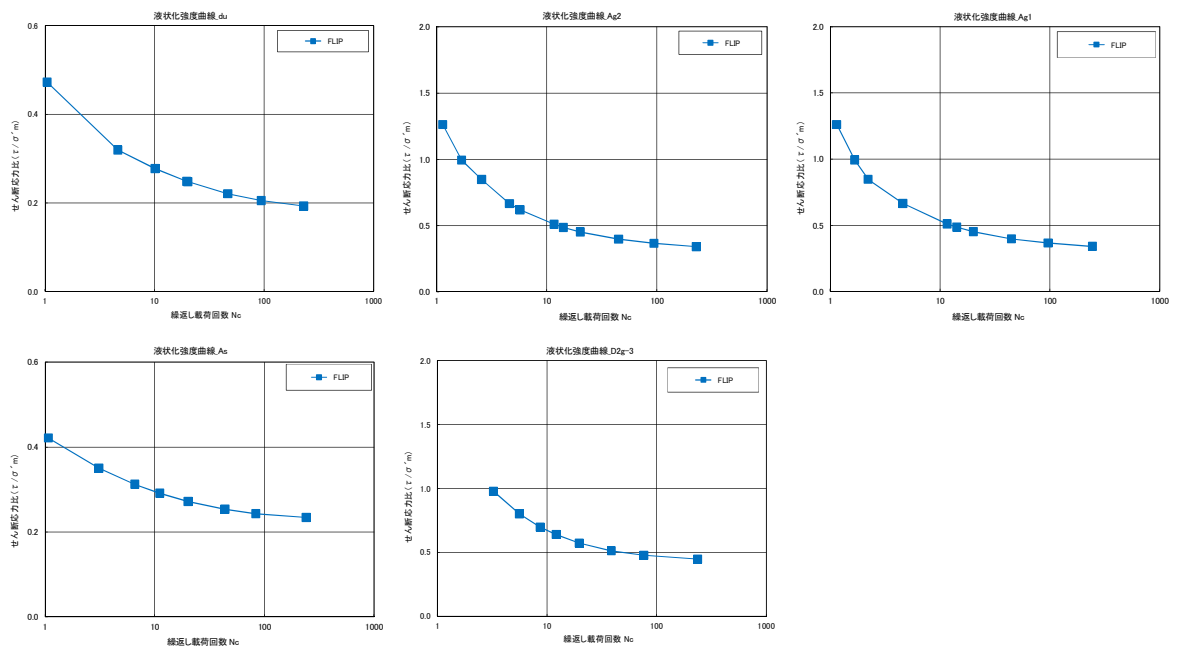 液状化強度曲線_du
FLIP
0.6
0.4
0.2
0.0
せん断応力比(τ/σ'm)
1
10
100
1000
繰返し載荷回数 Nc
液状化強度曲線_Ag2
FLIP
2.0
1.5
1.0
0.5
0.0
せん断応力比(τ/σ'm)
1
10
100
1000
繰返し載荷回数 Nc
液状化強度曲線_Ag1
FLIP
2.0
1.5
1.0
0.5
0.0
せん断応力比(τ/σ'm)
1
10
100
1000
繰返し載荷回数 Nc
液状化強度曲線_As
FLIP
0.6
0.4
0.2
0.0
せん断応力比(τ/σ'm)
1
10
100
1000
繰返し載荷回数 Nc
液状化強度曲線_D2g-3
FLIP
2.0
1.5
1.0
0.5
0.0
せん断応力比(τ/σ'm)
1
10
100
1000
繰返し載荷回数 Nc